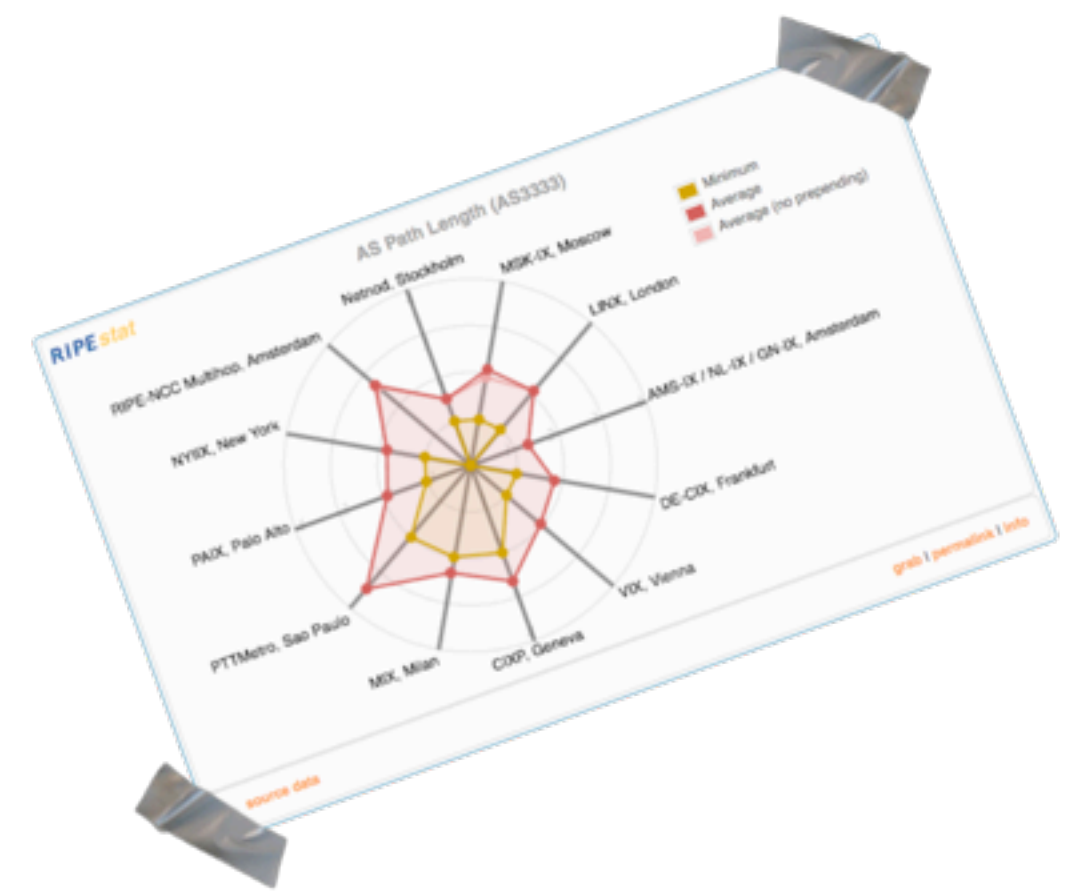 AS Path Length (AS3333)
Minimum
Average
Average (no prepending)
RIPEstat
Netnod, Stockholm
MSK-IX, Moscow
LINX, London
RIPE-NCC Multihop, Amsterdam
AMS-IX / NL-IX / GN-IX, Amsterdam
NYIIX, New York
DE-CIX, Frankfurt
PAIX, Palo Alto
VIX, Vienna
PTTMetro, Sao Paulo
MIX, Milan
CIXP, Geneva
source data
grab | permalink | info